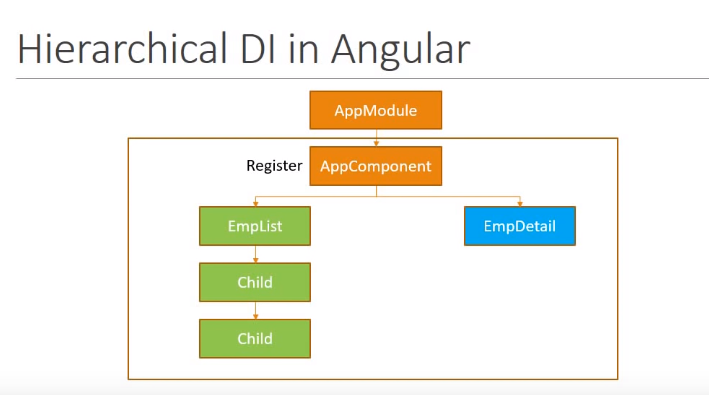 Hierarchical DI in Angular
AppModule
Register AppComponent
EmpList EmpDetail
Child
Child